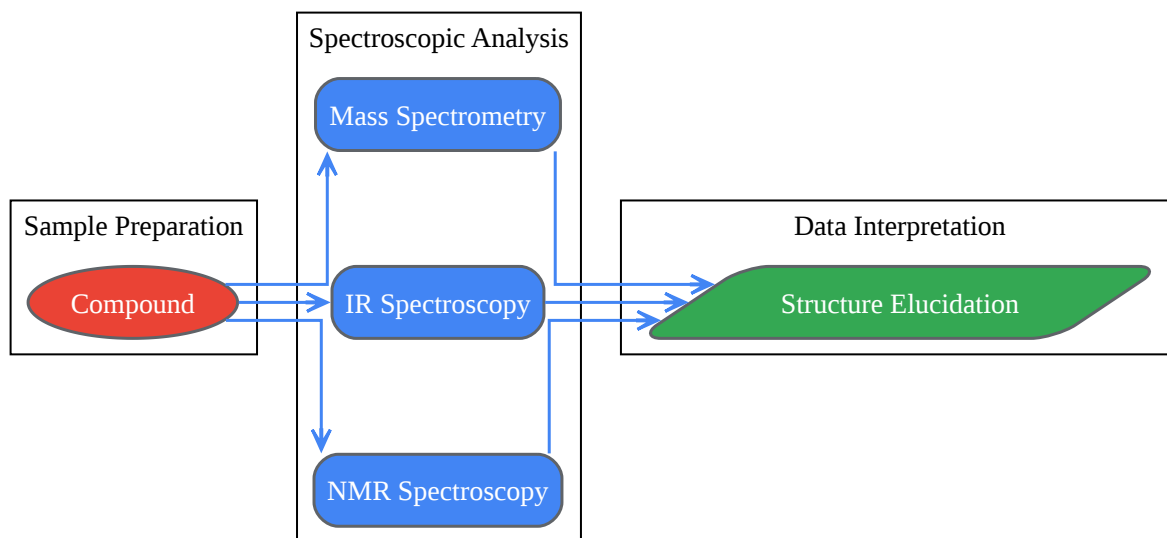 Spectroscopic Analysis
Mass Spectrometry
Sample Preparation
Data Interpretation
Compound
IR Spectroscopy
Structure Elucidation
NMR Spectroscopy